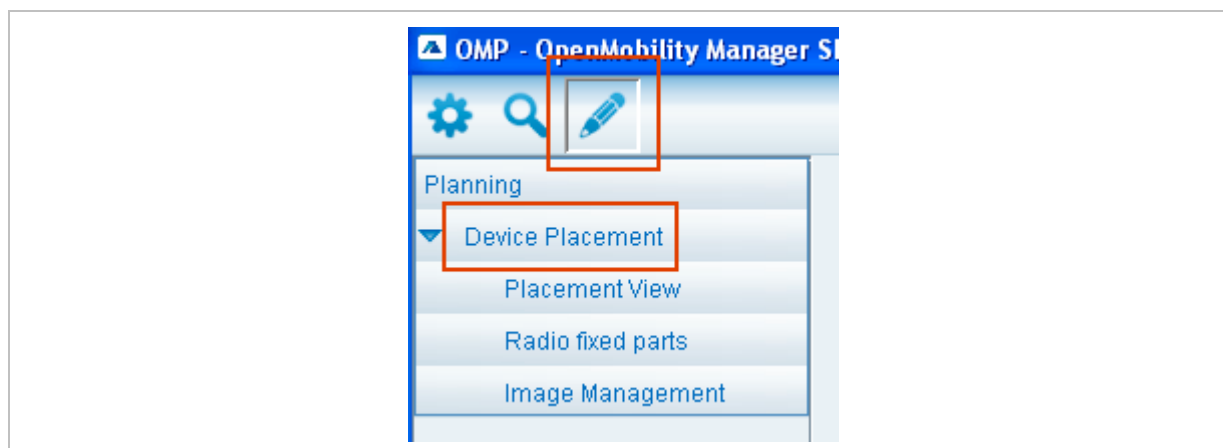 OMP - OpenMobility Manager
Planning
Device Placement
Placement View
Radio fixed parts
Image Management